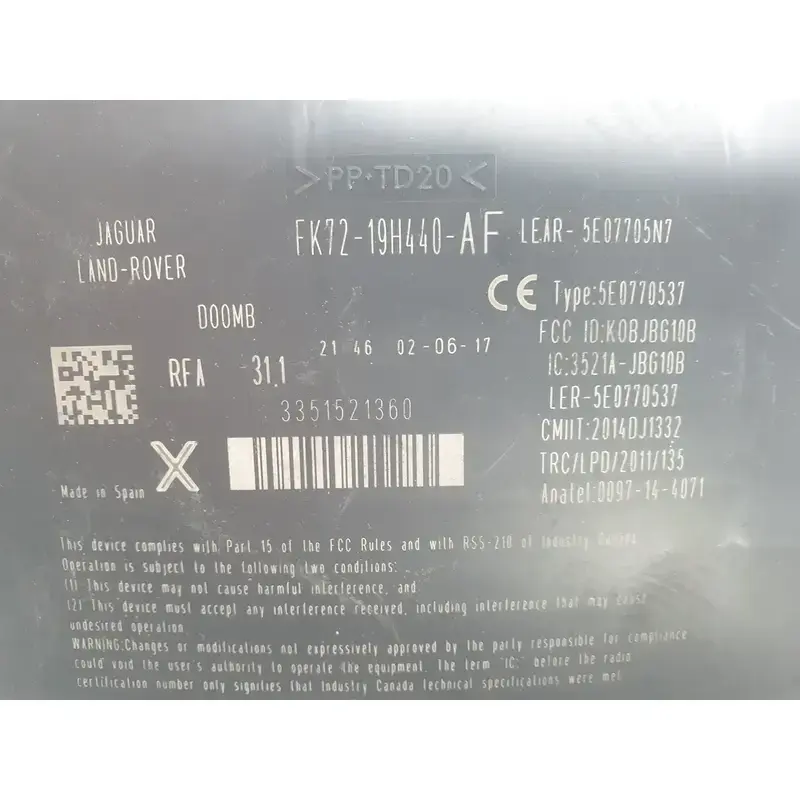 >PP+TD20<
JAGUAR
LAND-ROVER
FK72-19H440-AF LEAR- 5E07705N7
CE Type:5E0770537
D00MB
FCC ID:KOBJBG10B
21 46 02-06-17
RFA 31.1
IC:3521A-JBG10B
LER-5E0770537
3351521360
CMIIT:2014DJ1332
TRC/LPD/2011/135
X
Made in Spain
Anatel:0097-14-4071
This device complies with Part 15 of the FCC Rules and with RSS-210 of Industry Canada
Operation is subject to the following two conditions:
(1) This device may not cause harmful interference, and
(2) This device must accept any interference received, including interference that may cause
undesired operation
WARNING:Changes or modifications not expressively approved by the party responsible for compliance
could void the user's authority to operate the equipment. The term "IC:" before the radio
certification number only signifies that Industry Canada technical specifications were met